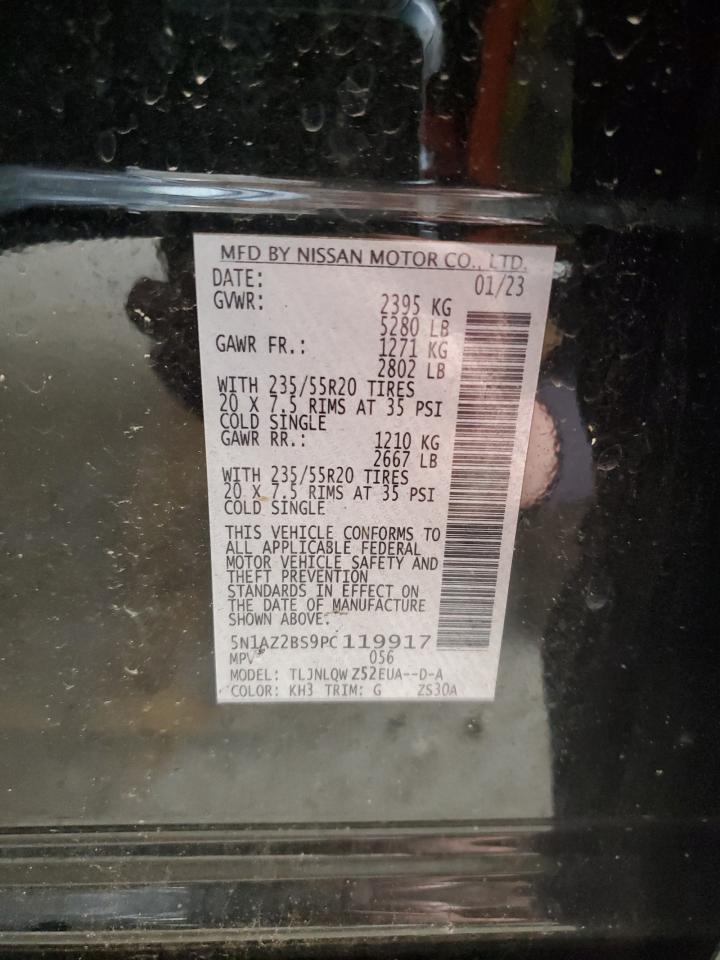 MFD BY NISSAN MOTOR CO., LTD.
DATE: 01/23
GVWR: 2395 KG
5280 LB
GAWR FR.: 1271 KG
2802 LB
WITH 235/55R20 TIRES
20 X 7.5 RIMS AT 35 PSI
COLD SINGLE
GAWR RR.: 1210 KG
2667 LB
WITH 235/55R20 TIRES
20 X 7.5 RIMS AT 35 PSI
COLD SINGLE
THIS VEHICLE CONFORMS TO
ALL APPLICABLE FEDERAL
MOTOR VEHICLE SAFETY AND
THEFT PREVENTION
STANDARDS IN EFFECT ON
THE DATE OF MANUFACTURE
SHOWN ABOVE.
5N1AZ2BS9PC119917
MPV 056
MODEL: TLJNLQW Z52EUA--D-A
COLOR: KH3 TRIM: G ZS30A